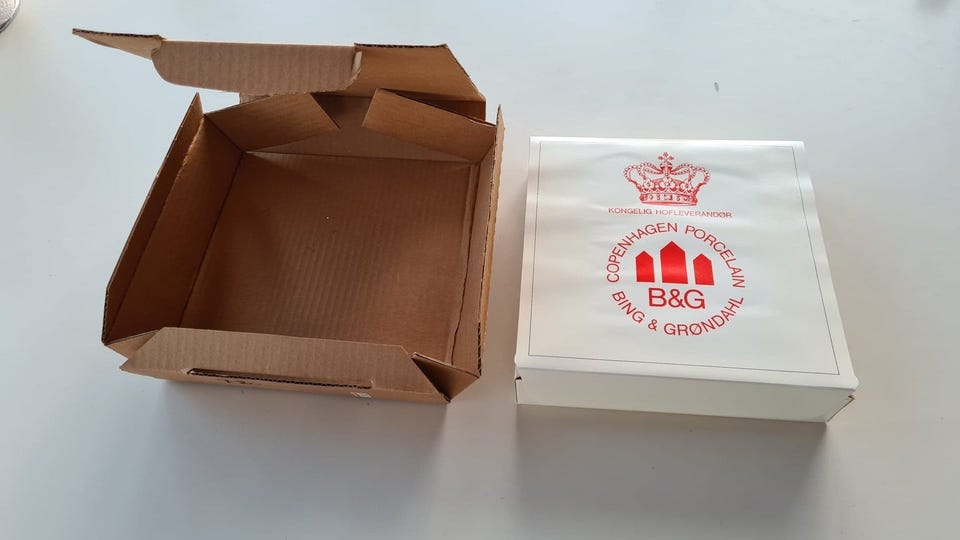 KONGELIG HOFLEVERANDØR
COPENHAGEN PORCELAIN
B&G
BING & GRØNDAHL